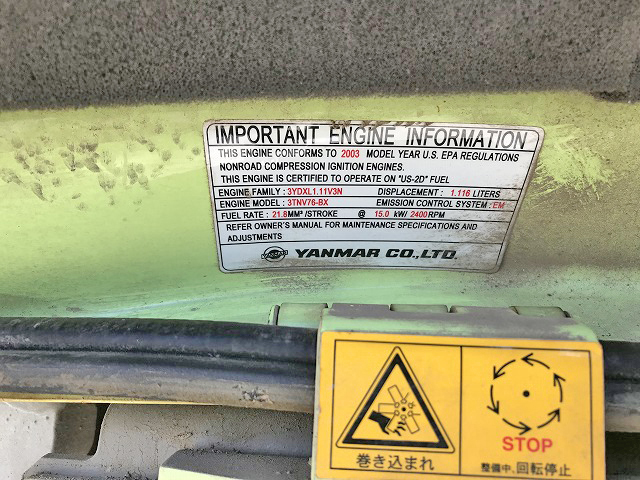 IMPORTANT ENGINE INFORMATION
THIS ENGINE CONFORMS TO 2003 MODEL YEAR U.S. EPA REGULATIONS
NONROAD COMPRESSION IGNITION ENGINES.
THIS ENGINE IS CERTIFIED TO OPERATE ON "US-2D" FUEL
ENGINE FAMILY : 3YDXL1.11V3N DISPLACEMENT : 1.116 LITERS
ENGINE MODEL : 3TNV76-BX EMISSION CONTROL SYSTEM : EM
FUEL RATE : 21.8MM³ /STROKE @ 15.0 kW/ 2400RPM
REFER OWNER'S MANUAL FOR MAINTENANCE SPECIFICATIONS AND
ADJUSTMENTS
YANMAR CO.,LTD.
STOP
巻き込まれ
整備中、回転停止